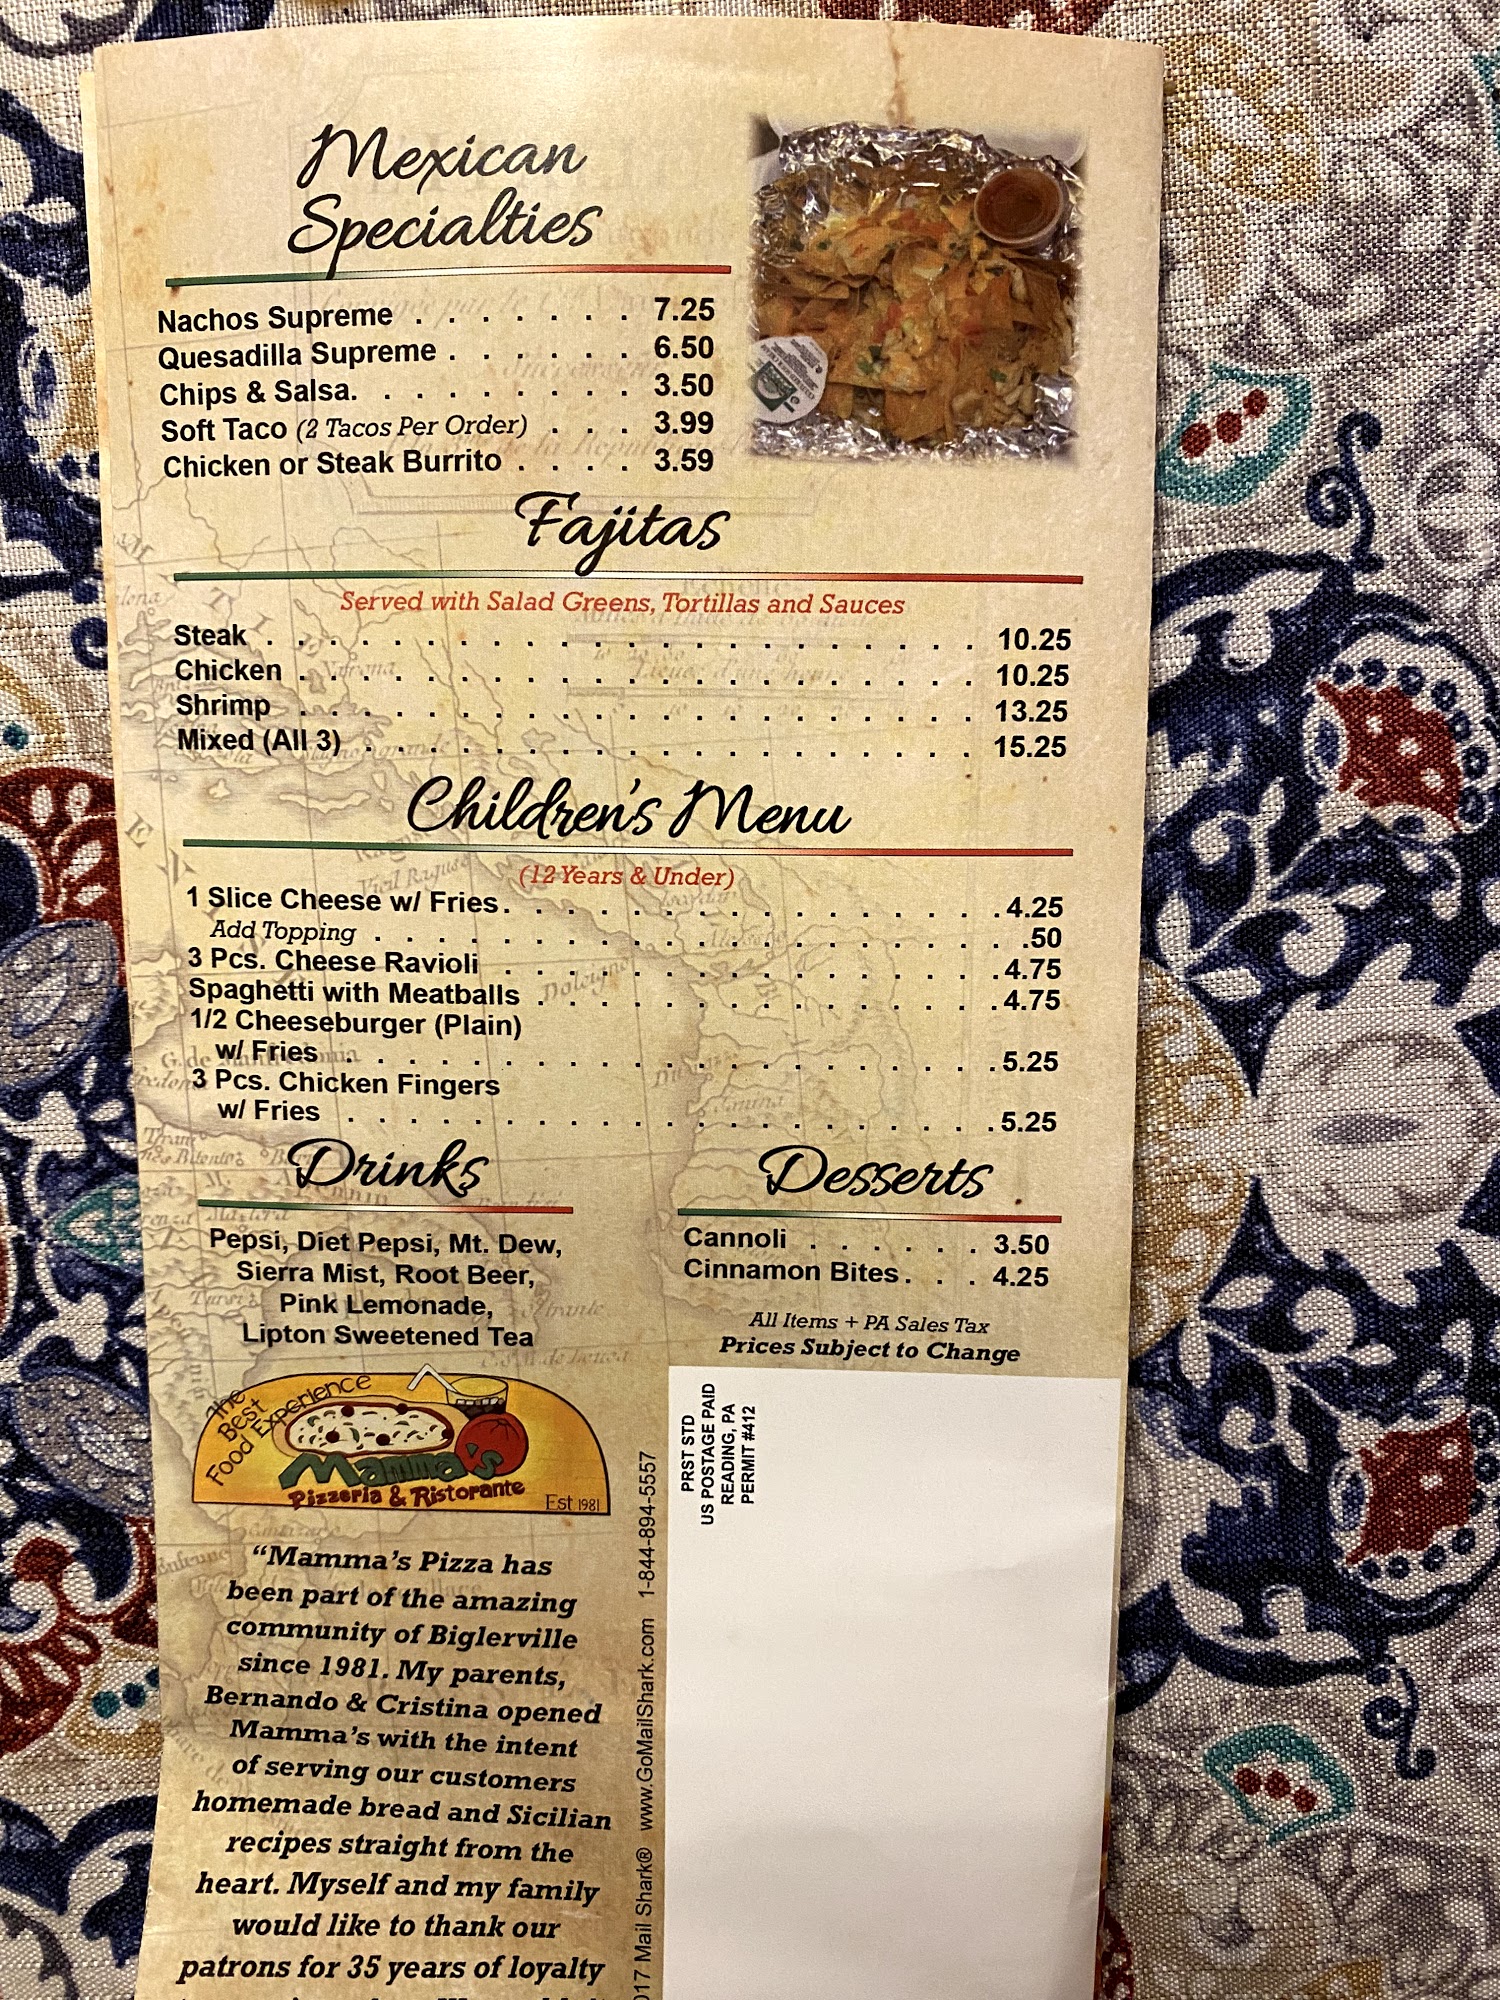 Mexican
Specialties
Nachos Supreme . . . . . . . 7.25
Quesadilla Supreme . . . . . . 6.50
Chips & Salsa. . . . . . . . . 3.50
Soft Taco (2 Tacos Per Order) . . . 3.99
Chicken or Steak Burrito . . . . 3.59
Fajitas
Served with Salad Greens, Tortillas and Sauces
Steak . . . . . . . . . . . . . . . . . . . . . . 10.25
Chicken . . . . . . . . . . . . . . . . . . . . . 10.25
Shrimp . . . . . . . . . . . . . . . . . . . . . 13.25
Mixed (All 3) . . . . . . . . . . . . . . . . . . . 15.25
Children's Menu
(12 Years & Under)
1 Slice Cheese w/ Fries. . . . . . . . . . . . . . . . . 4.25
Add Topping . . . . . . . . . . . . . . . . . . . . . .50
3 Pcs. Cheese Ravioli . . . . . . . . . . . . . . . . . 4.75
Spaghetti with Meatballs . . . . . . . . . . . . . . . . 4.75
1/2 Cheeseburger (Plain)
w/ Fries . . . . . . . . . . . . . . . . . . . . . . 5.25
3 Pcs. Chicken Fingers
w/ Fries . . . . . . . . . . . . . . . . . . . . . . 5.25
Drinks
Pepsi, Diet Pepsi, Mt. Dew,
Sierra Mist, Root Beer,
Pink Lemonade,
Lipton Sweetened Tea
Desserts
Cannoli . . . . . . 3.50
Cinnamon Bites. . . . 4.25
All Items + PA Sales Tax
Prices Subject to Change
The
Best
Food Experience
Mamma's
Pizzeria & Ristorante
Est 1981
"Mamma's Pizza has
been part of the amazing
community of Biglerville
since 1981. My parents,
Bernando & Cristina opened
Mamma's with the intent
of serving our customers
homemade bread and Sicilian
recipes straight from the
heart. Myself and my family
would like to thank our
patrons for 35 years of loyalty
017 Mail Shark® www.GoMailShark.com 1-844-894-5557
PRST STD
US POSTAGE PAID
READING, PA
PERMIT #412